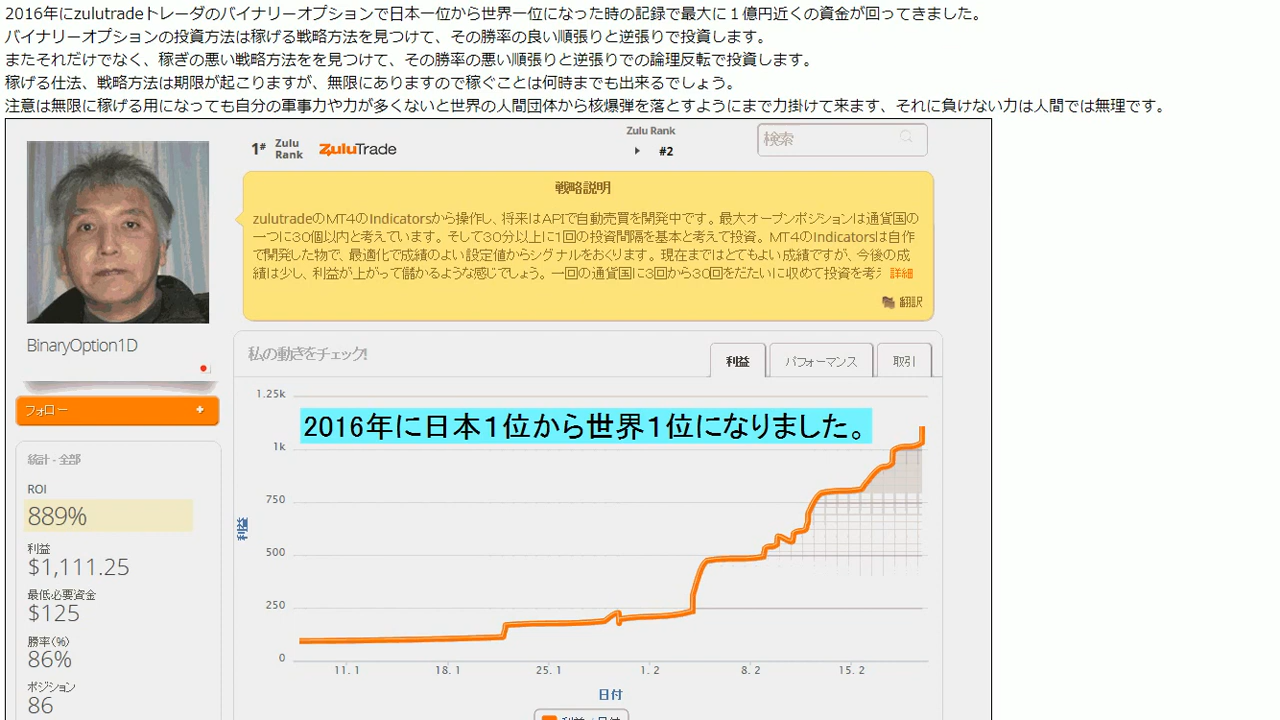 2016年にzulutradeトレーダのバイナリーオプションで日本一位から世界一位になった時の記録で最大に１億円近くの資金が回ってきました。
バイナリーオプションの投資方法は稼げる戦略方法を見つけて、その勝率の良い順張りと逆張りで投資します。
またそれだけでなく、稼ぎの悪い戦略方法をを見つけて、その勝率の悪い順張りと逆張りでの論理反転で投資します。
稼げる仕法、戦略方法は期限が起こりますが、無限にありますので稼ぐことは何時までも出来るでしょう。
注意は無限に稼げる用になっても自分の軍事力や力が多くないと世界の人間団体から核爆弾を落とすようにまで力掛けて来ます、それに負けない力は人間では無理です。
1# Zulu Rank
ZuluTrade
Zulu Rank
#2
検索
戦略説明
zulutradeのMT4のIndicatorsから操作し、将来はAPIで自動売買を開発中です。最大オープンポジションは通貨国の
一つに30個以内と考えています。そして30分以上に1回の投資間隔を基本と考えて投資。MT4のIndicatorsは自作
で開発した物で、最適化で成績のよい設定値からシグナルをおくります。現在まではとてもよい成績ですが、今後の成
績は少し、利益が上がって儲かるような感じでしょう。一回の通貨国に3回から30回をだたいに収めて投資を考え 詳細
翻訳
BinaryOption1D
フォロー +
統計 - 全部
ROI
889%
利益
$1,111.25
最低必要資金
$125
勝率(%)
86%
ポジション
86
私の動きをチェック!
利益
パフォーマンス
取引
2016年に日本１位から世界１位になりました。
1.25k
1k
750
500
250
0
利益
11. 1
18. 1
25. 1
1. 2
8. 2
15. 2
日付
利益 / 日付